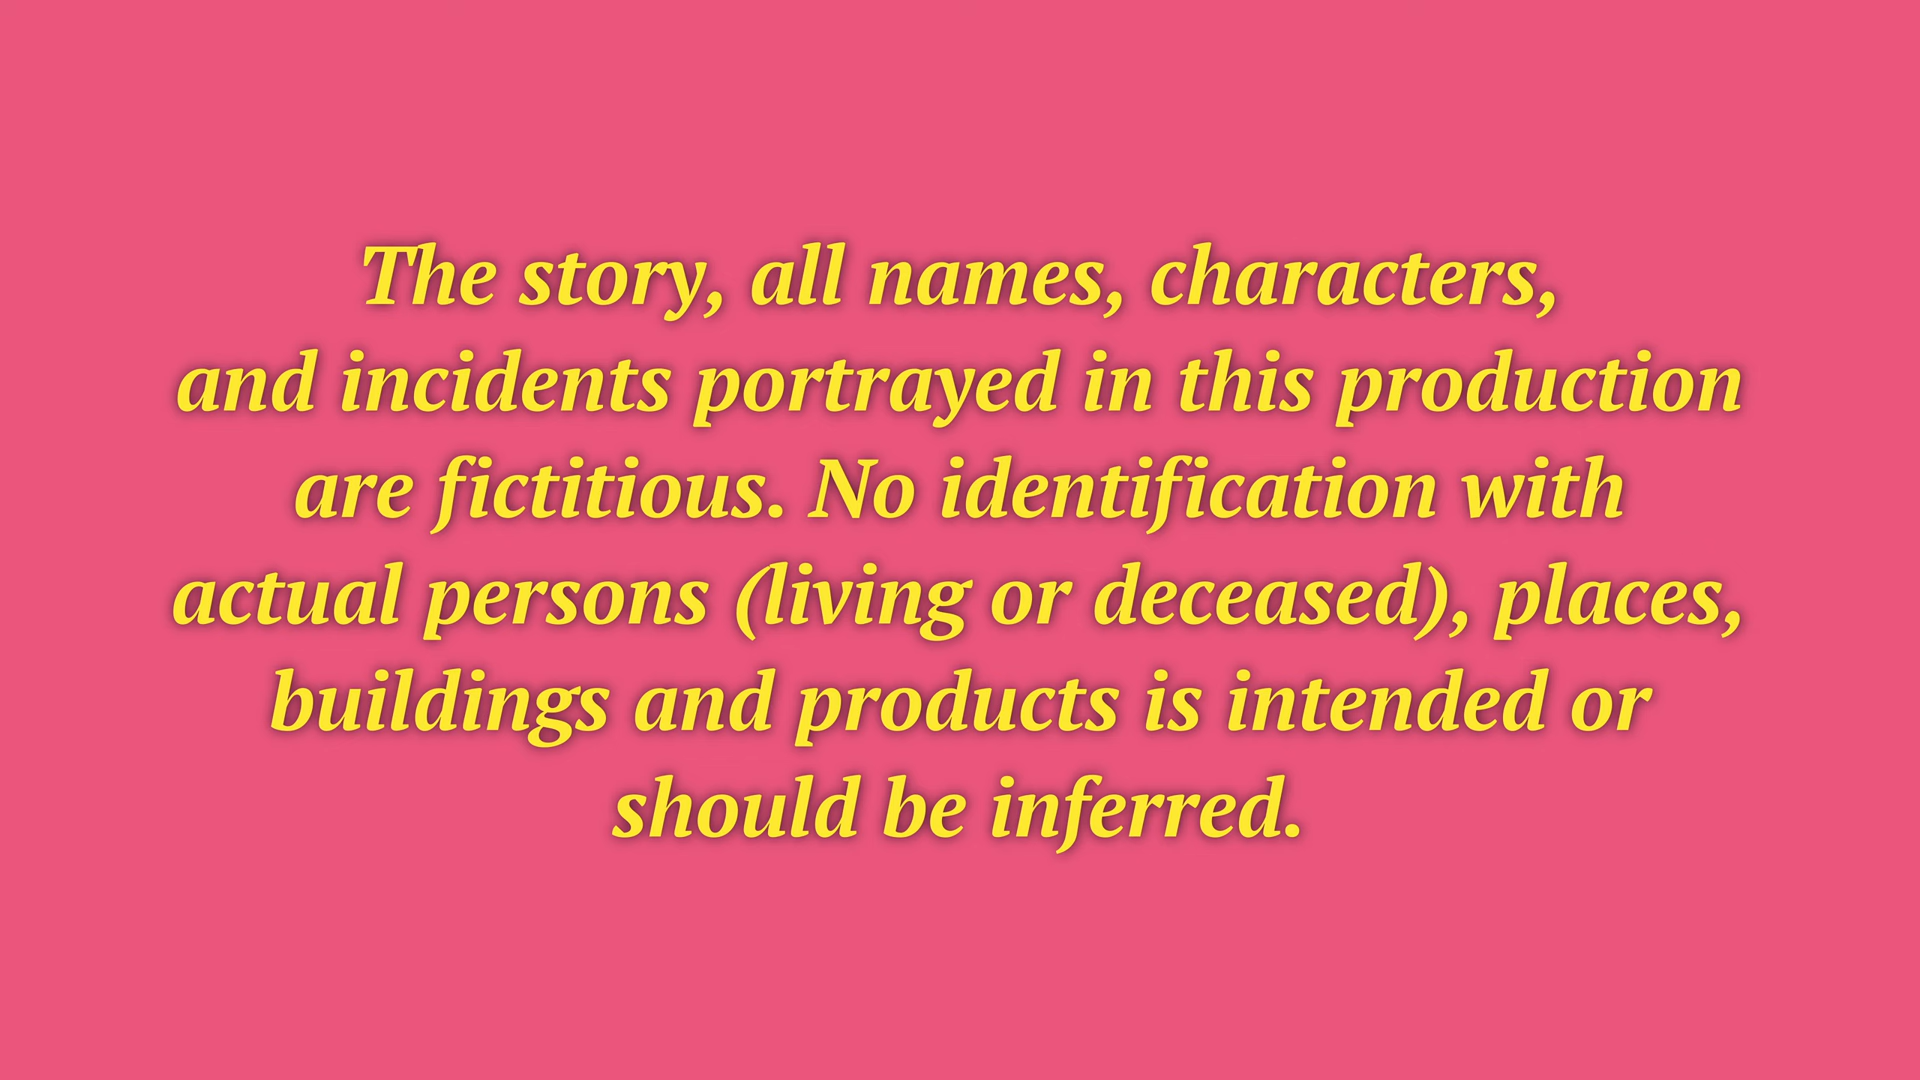 The story, all names, characters,
and incidents portrayed in this production
are fictitious. No identification with
actual persons (living or deceased), places,
buildings and products is intended or
should be inferred.